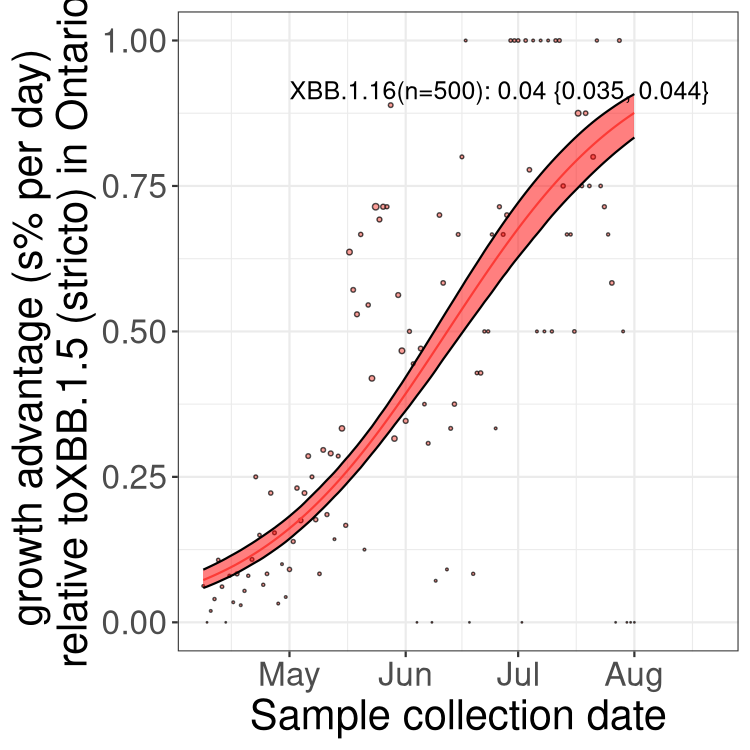 growth advantage (s% per day)
relative toXBB.1.5 (stricto) in Ontario
1.00
0.75
0.50
0.25
0.00
XBB.1.16(n=500): 0.04 {0.035, 0.044}
May Jun Jul Aug
Sample collection date